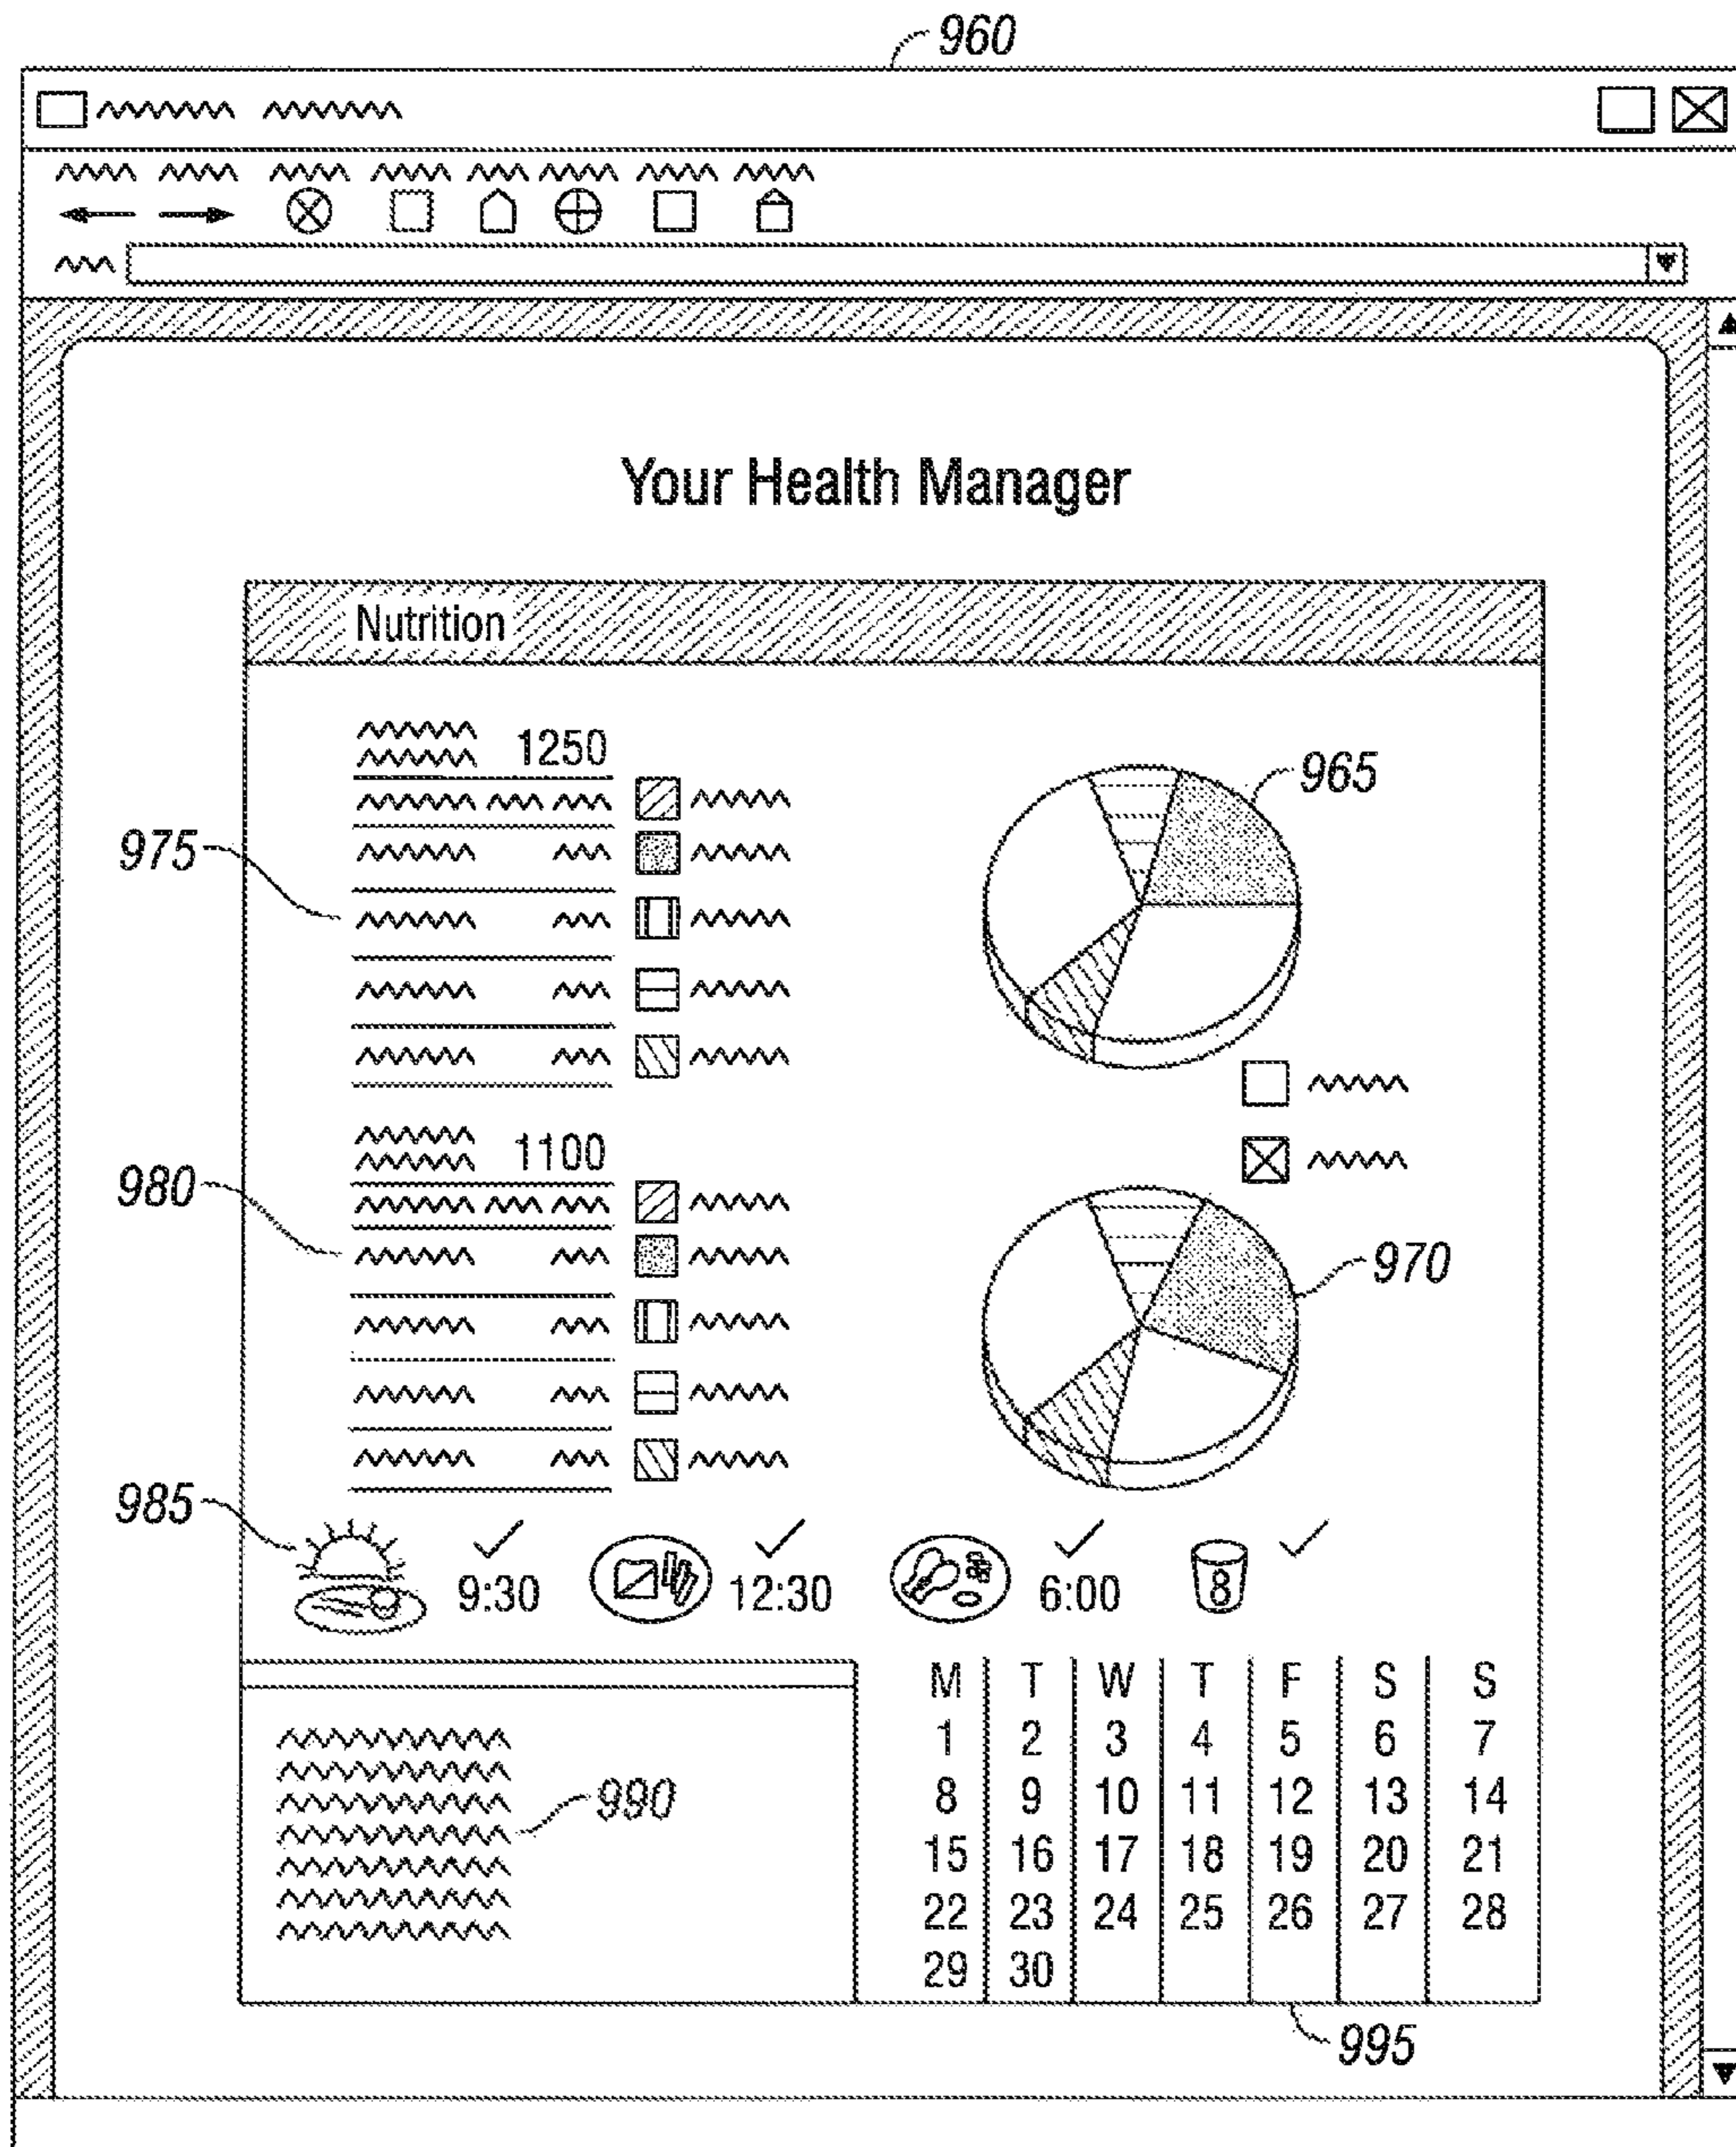 960
Your Health Manager
Nutrition
1250
965
975
1100
980
970
985
9:30 12:30 6:00 8
M T W T F S S
1 2 3 4 5 6 7
8 9 10 11 12 13 14
990
15 16 17 18 19 20 21
22 23 24 25 26 27 28
29 30
995